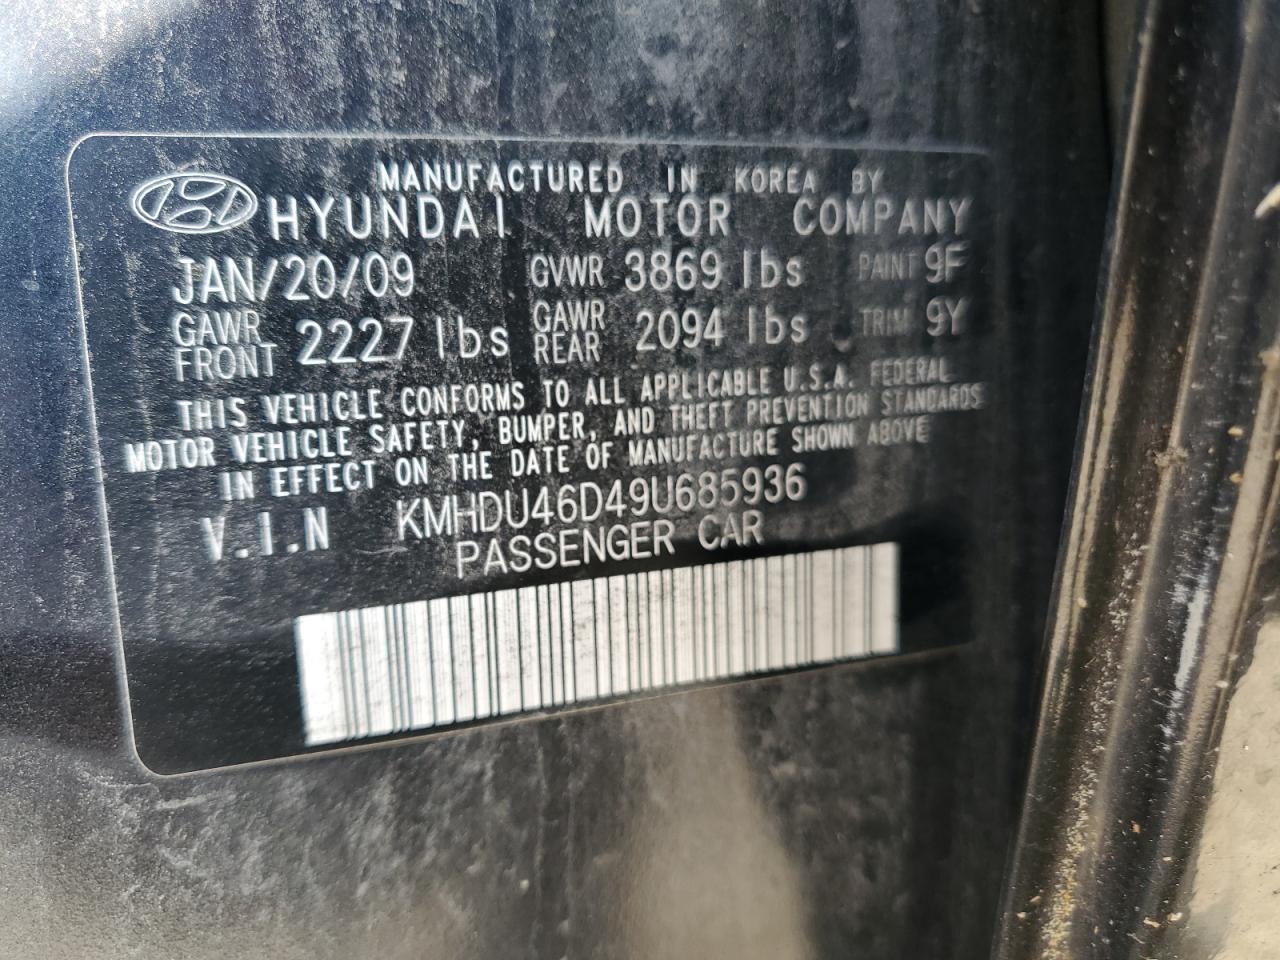 MANUFACTURED IN KOREA BY
HYUNDAI MOTOR COMPANY
JAN/20/09 GVWR 3869 lbs PAINT 9F
GAWR FRONT 2227 lbs GAWR REAR 2094 lbs TRIM 9Y
THIS VEHICLE CONFORMS TO ALL APPLICABLE U.S.A. FEDERAL
MOTOR VEHICLE SAFETY, BUMPER, AND THEFT PREVENTION STANDARDS
IN EFFECT ON THE DATE OF MANUFACTURE SHOWN ABOVE
V.I.N KMHDU46D49U685936
PASSENGER CAR